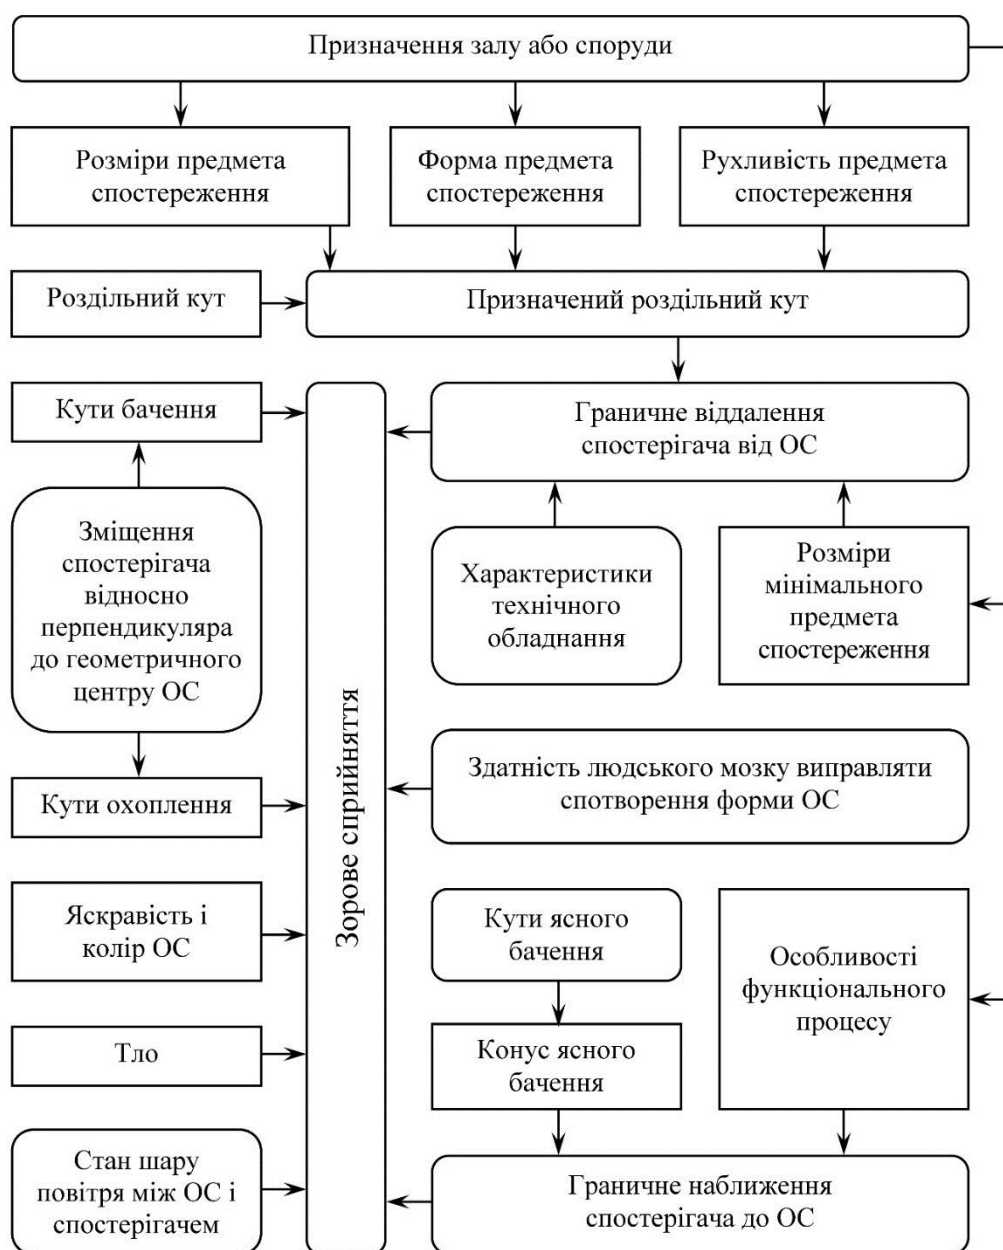 Призначення залу або споруди
Розміри предмета
спостереження
Форма предмета
спостереження
Рухливість предмета
спостереження
Роздільний кут
Призначений роздільний кут
Кути бачення
Граничне віддалення
спостерігача від ОС
Зміщення
спостерігача
відносно
перпендикуляра
до геометричного
центру ОС
Характеристики
технічного
обладнання
Розміри
мінімального
предмета
спостереження
Зорове сприйняття
Кути охоплення
Здатність людського мозку виправляти
спотворення форми ОС
Яскравість і
колір ОС
Кути ясного
бачення
Особливості
функціонального
процесу
Тло
Конус ясного
бачення
Стан шару
повітря між ОС і
спостерігачем
Граничне наближення
спостерігача до ОС